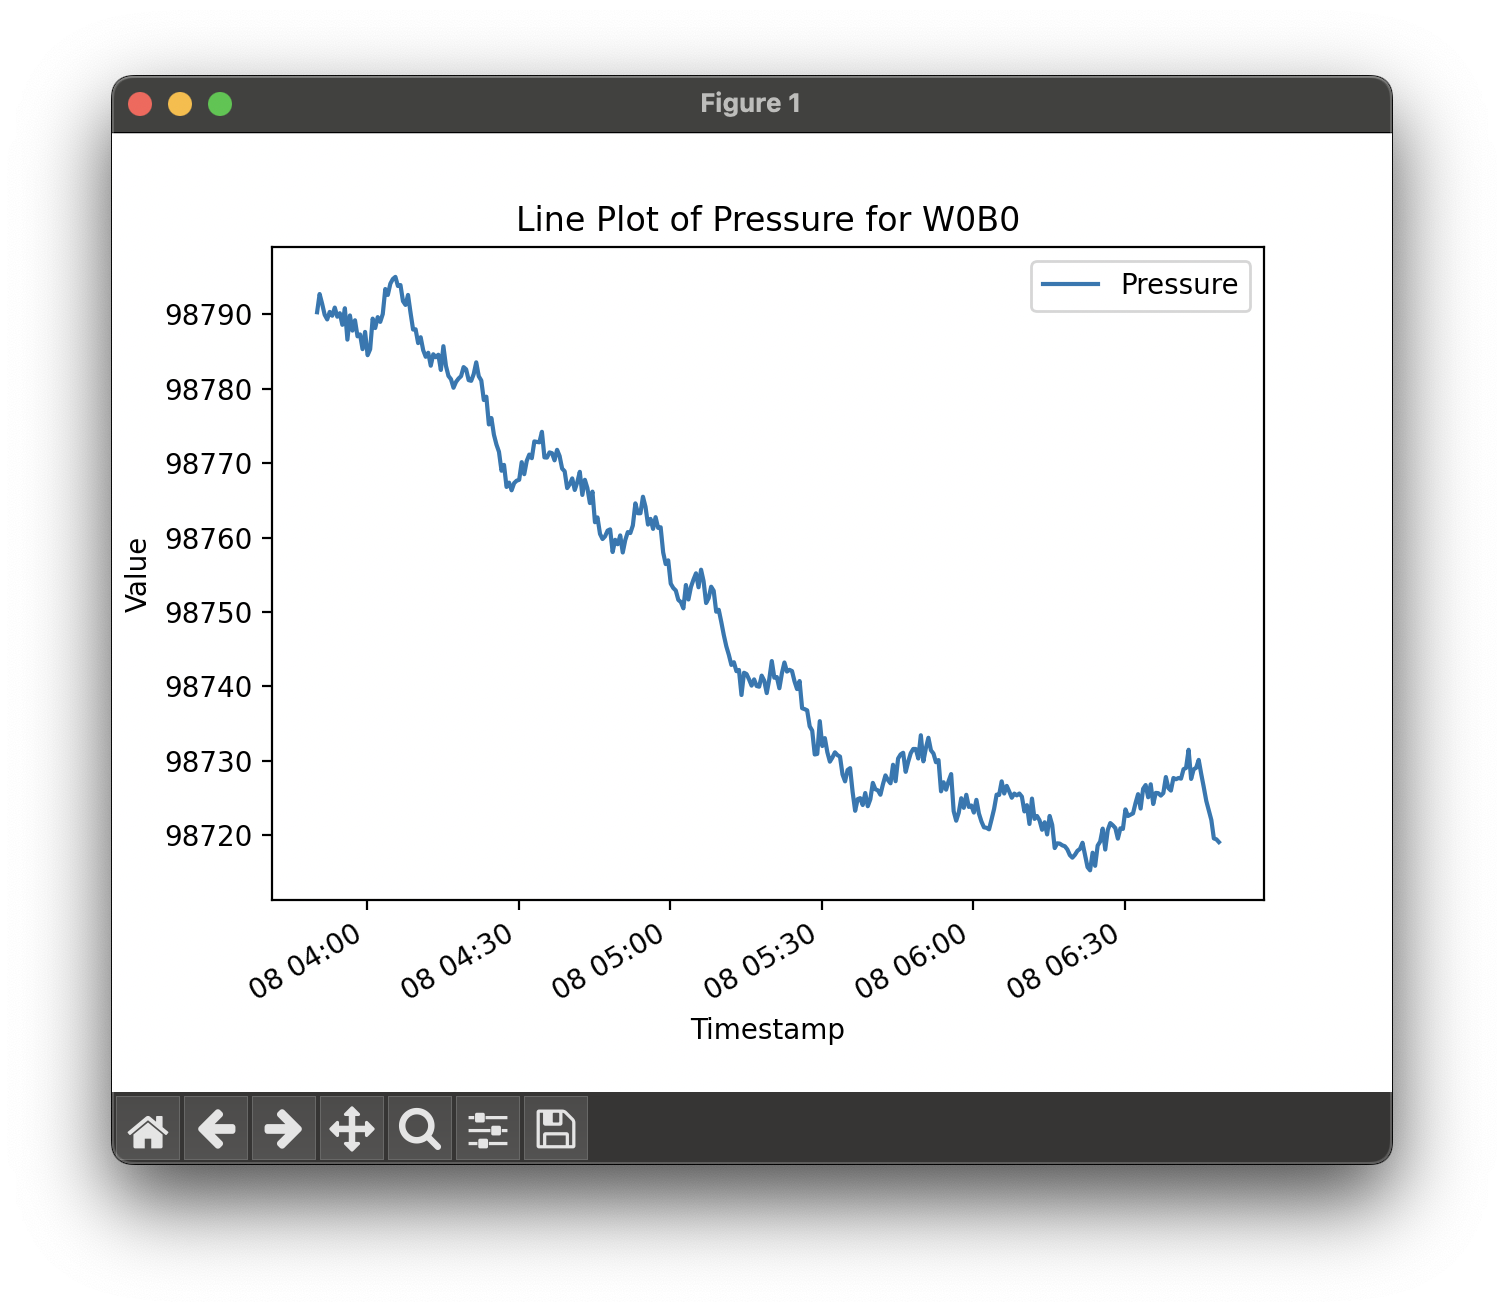 Figure 1
Line Plot of Pressure for W0B0
Pressure
98790
98780
98770
98760
98750
98740
98730
98720
Value
08 04:00
08 04:30
08 05:00
08 05:30
08 06:00
08 06:30
Timestamp